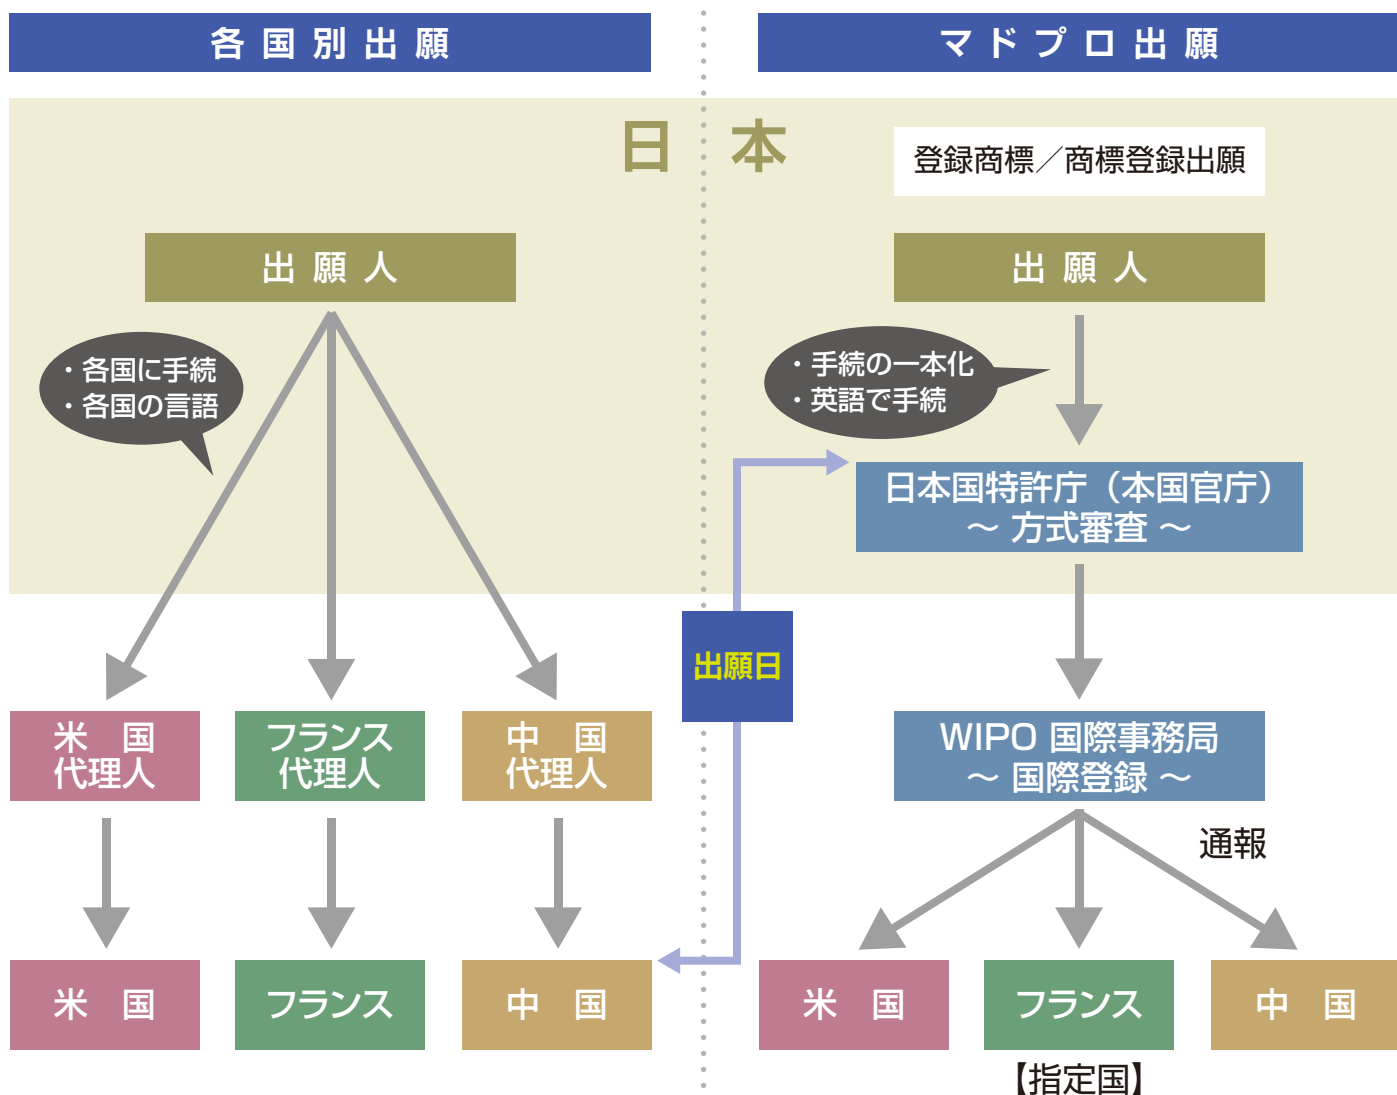 各国別出願
マドプロ出願
日本
登録商標／商標登録出願
出願人
・各国に手続
・各国の言語
出願人
・手続の一本化
・英語で手続
日本国特許庁（本国官庁）
～ 方式審査 ～
出願日
米　国
代理人
フランス
代理人
中　国
代理人
WIPO 国際事務局
～ 国際登録 ～
通報
米　国
フランス
中　国
米　国
フランス
中　国
【指定国】